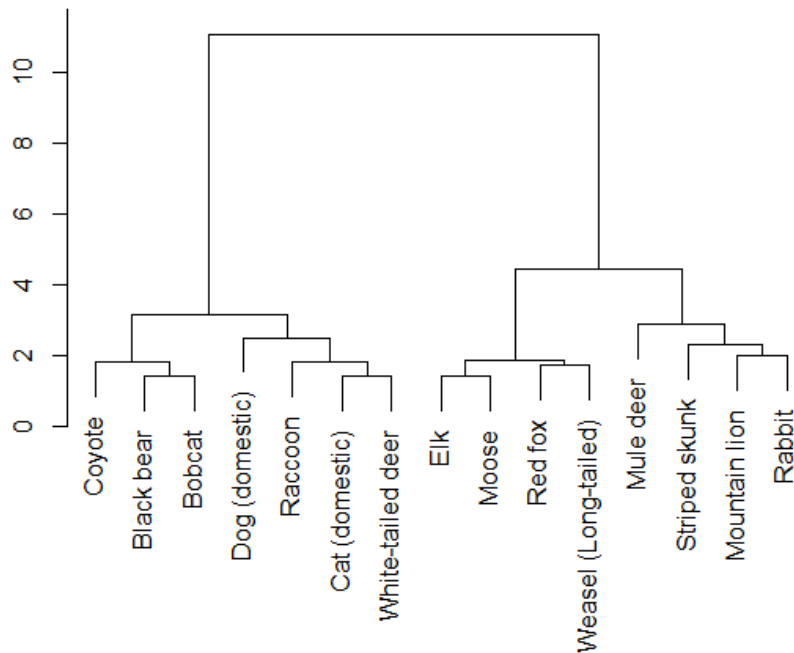 10
8
6
4
2
0
Coyote
Black bear
Bobcat
Dog (domestic)
Raccoon
Cat (domestic)
White-tailed deer
Elk
Moose
Red fox
Weasel (Long-tailed)
Mule deer
Striped skunk
Mountain lion
Rabbit